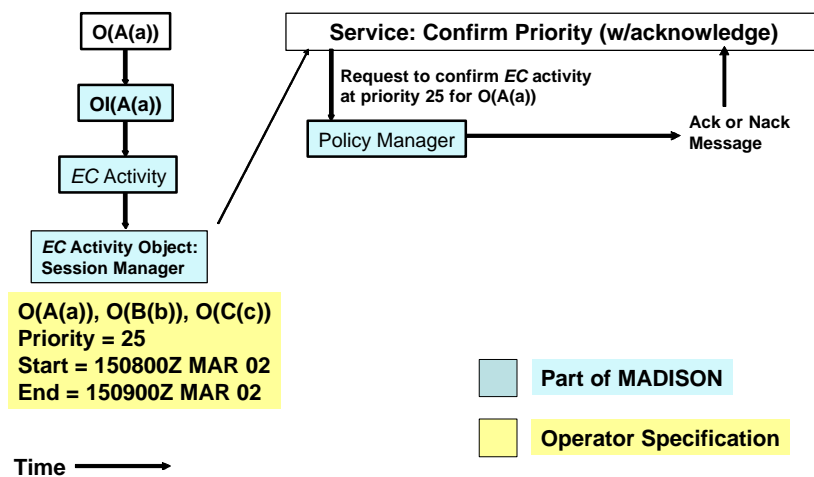 O(A(a))
OI(A(a))
EC Activity
EC Activity Object:
Session Manager
O(A(a)), O(B(b)), O(C(c))
Priority = 25
Start = 150800Z MAR 02
End = 150900Z MAR 02
Time
Service: Confirm Priority (w/acknowledge)
Request to confirm EC activity
at priority 25 for O(A(a))
Policy Manager
Ack or Nack
Message
Part of MADISON
Operator Specification